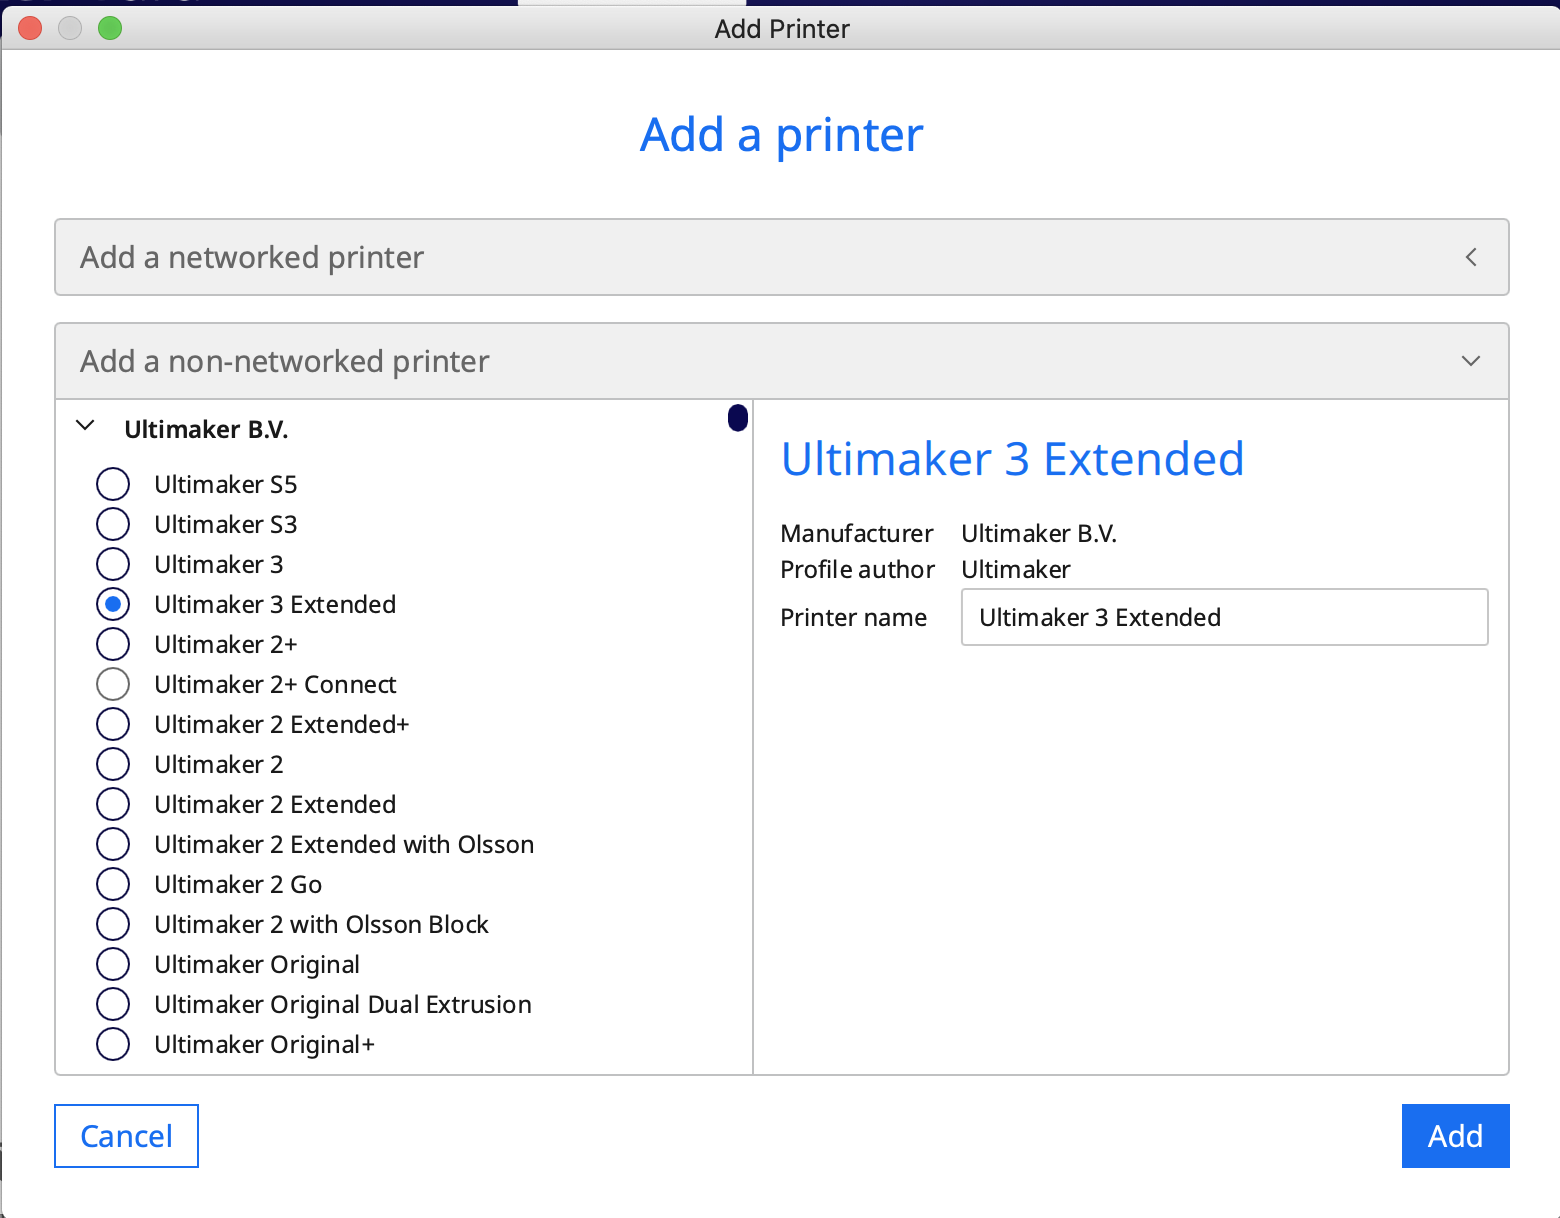 Add Printer
Add a printer
Add a networked printer
Add a non-networked printer
Ultimaker B.V.
Ultimaker S5
Ultimaker S3
Ultimaker 3
Ultimaker 3 Extended
Ultimaker 2+
Ultimaker 2+ Connect
Ultimaker 2 Extended+
Ultimaker 2
Ultimaker 2 Extended
Ultimaker 2 Extended with Olsson
Ultimaker 2 Go
Ultimaker 2 with Olsson Block
Ultimaker Original
Ultimaker Original Dual Extrusion
Ultimaker Original+
Ultimaker 3 Extended
Manufacturer Ultimaker B.V.
Profile author Ultimaker
Printer name Ultimaker 3 Extended
Cancel
Add